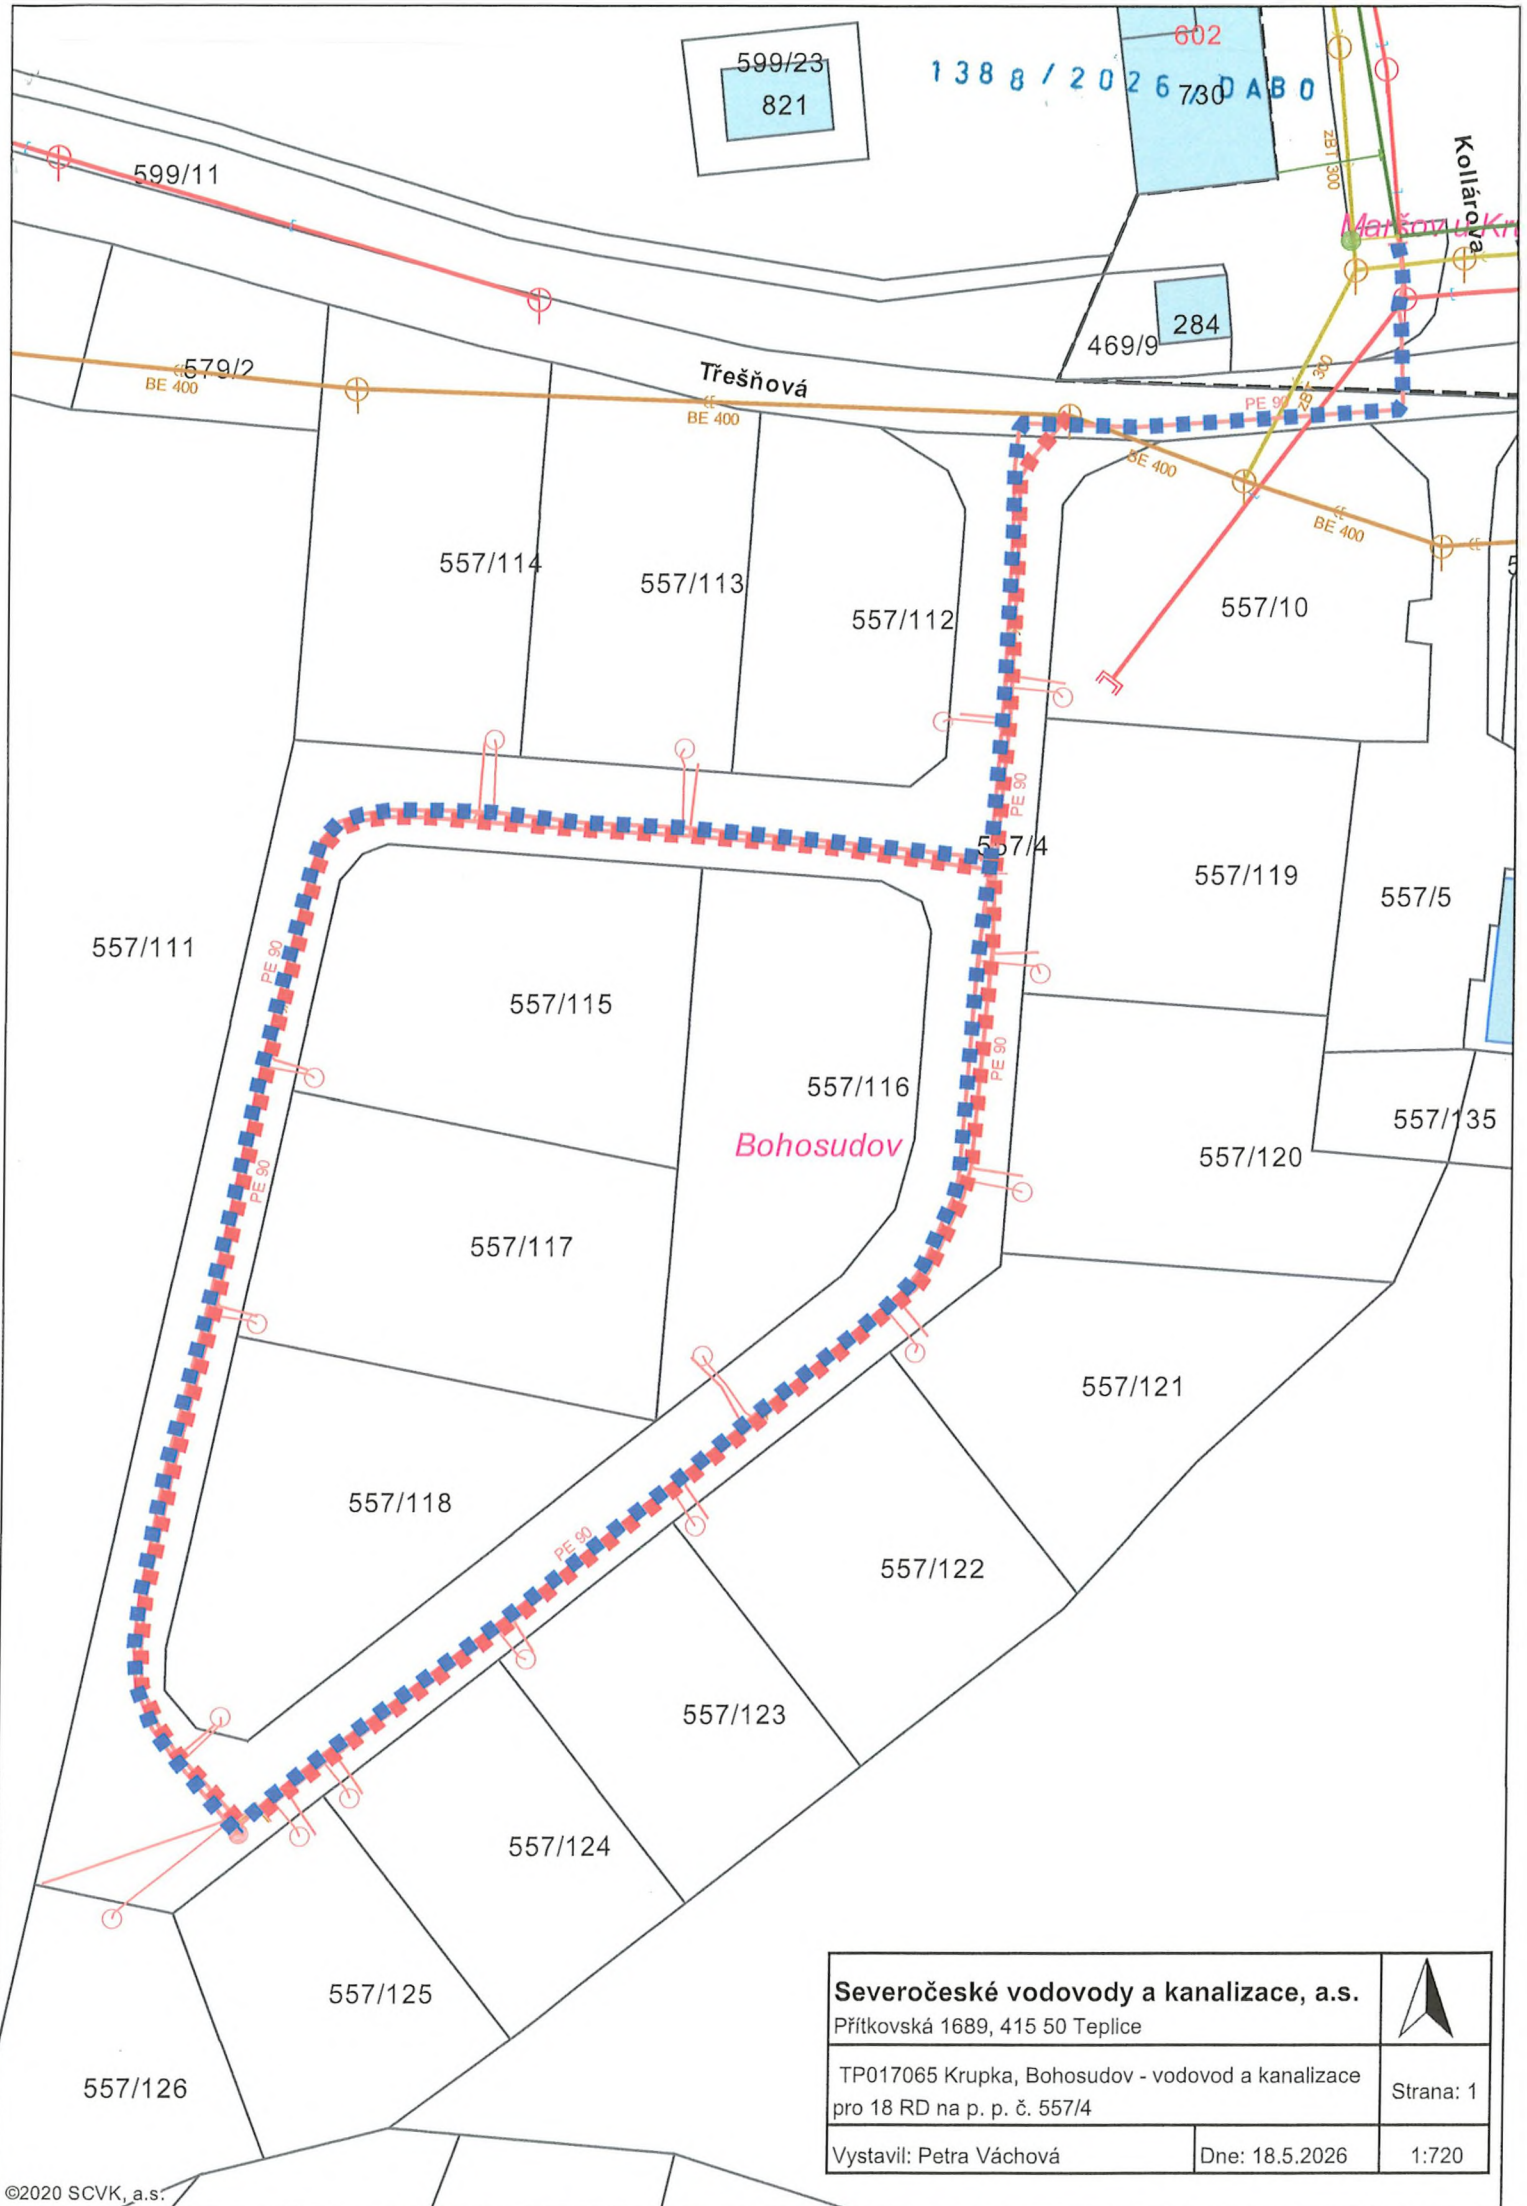 602
599/23
821
1388/2026/DABO
730
zBT 300
Kollárova
599/11
469/9
284
579/2
BE 400
Třešňová
BE 400
PE 90
BE 400
BE 400
557/114
557/113
557/112
557/10
PE 90
557/4
557/119
557/5
557/111
PE 90
557/115
PE 90
557/116
557/135
Bohosudov
557/120
PE 90
557/117
557/121
557/118
PE 90
557/122
557/123
557/124
557/125
557/126
Severočeské vodovody a kanalizace, a.s.
Přítkovská 1689, 415 50 Teplice
TP017065 Krupka, Bohosudov - vodovod a kanalizace
pro 18 RD na p. p. č. 557/4
Strana: 1
Vystavil: Petra Váchová
Dne: 18.5.2026
1:720
©2020 SCVK, a.s.